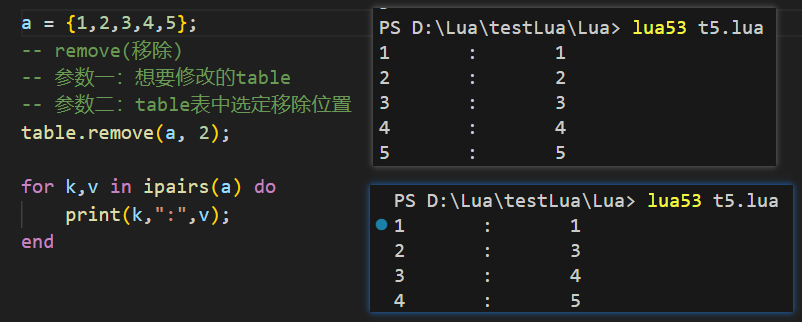 a = {1,2,3,4,5};
-- remove(移除)
-- 参数一：想要修改的table
-- 参数二：table表中选定移除位置
table.remove(a, 2);
for k,v in ipairs(a) do
    print(k,":",v);
end
PS D:\Lua\testLua\Lua> lua53 t5.lua
1 : 1
2 : 2
3 : 3
4 : 4
5 : 5
PS D:\Lua\testLua\Lua> lua53 t5.lua
1 : 1
2 : 3
3 : 4
4 : 5